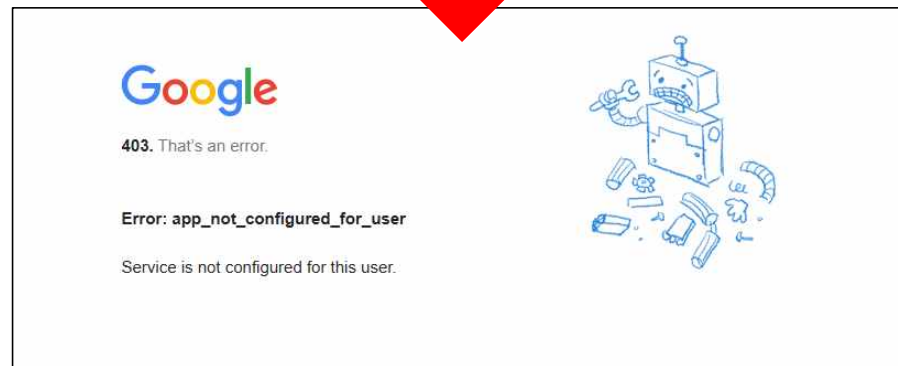 Google
403. That's an error.
Error: app_not_configured_for_user
Service is not configured for this user.